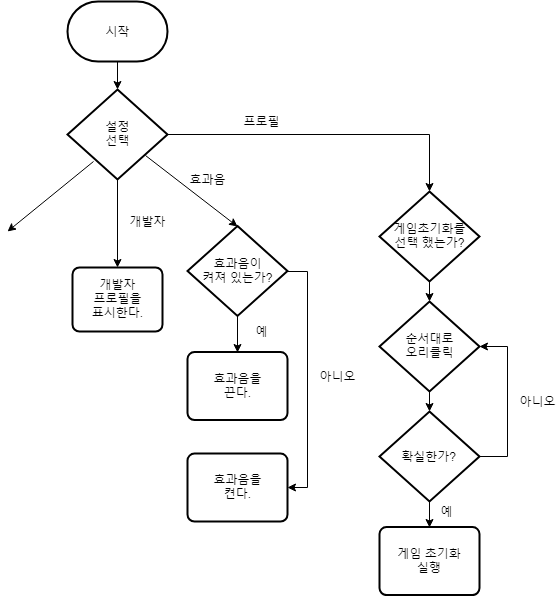 시작
설정
선택
프로필
효과음
개발자
게임초기화를
선택 했는가?
효과음이
켜져 있는가?
개발자
프로필을
표시한다.
예
순서대로
오리클릭
효과음을
끈다.
아니오
아니오
확실한가?
효과음을
켠다.
예
게임 초기화
실행